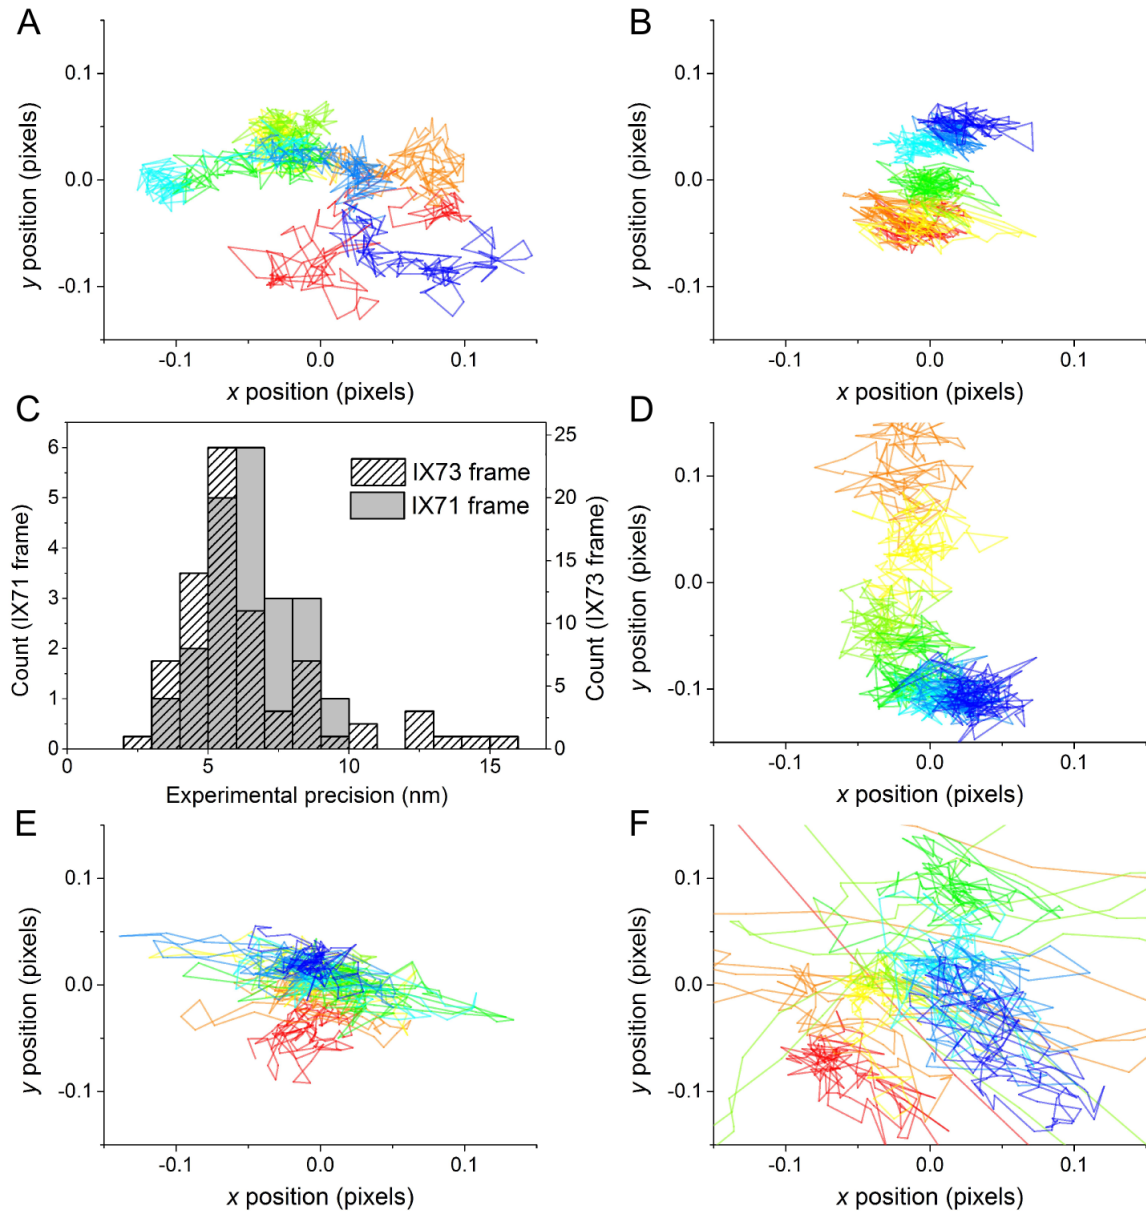 A
0.1
0.0
-0.1
y position (pixels)
-0.1
0.0
0.1
x position (pixels)
B
0.1
0.0
-0.1
y position (pixels)
-0.1
0.0
0.1
x position (pixels)
C
6
5
4
3
2
1
0
Count (IX71 frame)
25
20
15
10
5
0
Count (IX73 frame)
IX73 frame
IX71 frame
0
5
10
15
Experimental precision (nm)
D
0.1
0.0
-0.1
y position (pixels)
-0.1
0.0
0.1
x position (pixels)
E
0.1
0.0
-0.1
y position (pixels)
-0.1
0.0
0.1
x position (pixels)
F
0.1
0.0
-0.1
y position (pixels)
-0.1
0.0
0.1
x position (pixels)